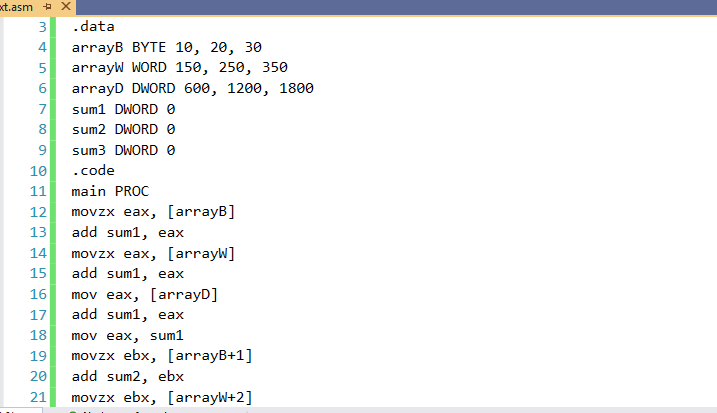 xt.asm
3 .data
4 arrayB BYTE 10, 20, 30
5 arrayW WORD 150, 250, 350
6 arrayD DWORD 600, 1200, 1800
7 sum1 DWORD 0
8 sum2 DWORD 0
9 sum3 DWORD 0
10 .code
11 main PROC
12 movzx eax, [arrayB]
13 add sum1, eax
14 movzx eax, [arrayW]
15 add sum1, eax
16 mov eax, [arrayD]
17 add sum1, eax
18 mov eax, sum1
19 movzx ebx, [arrayB+1]
20 add sum2, ebx
21 movzx ebx, [arrayW+2]